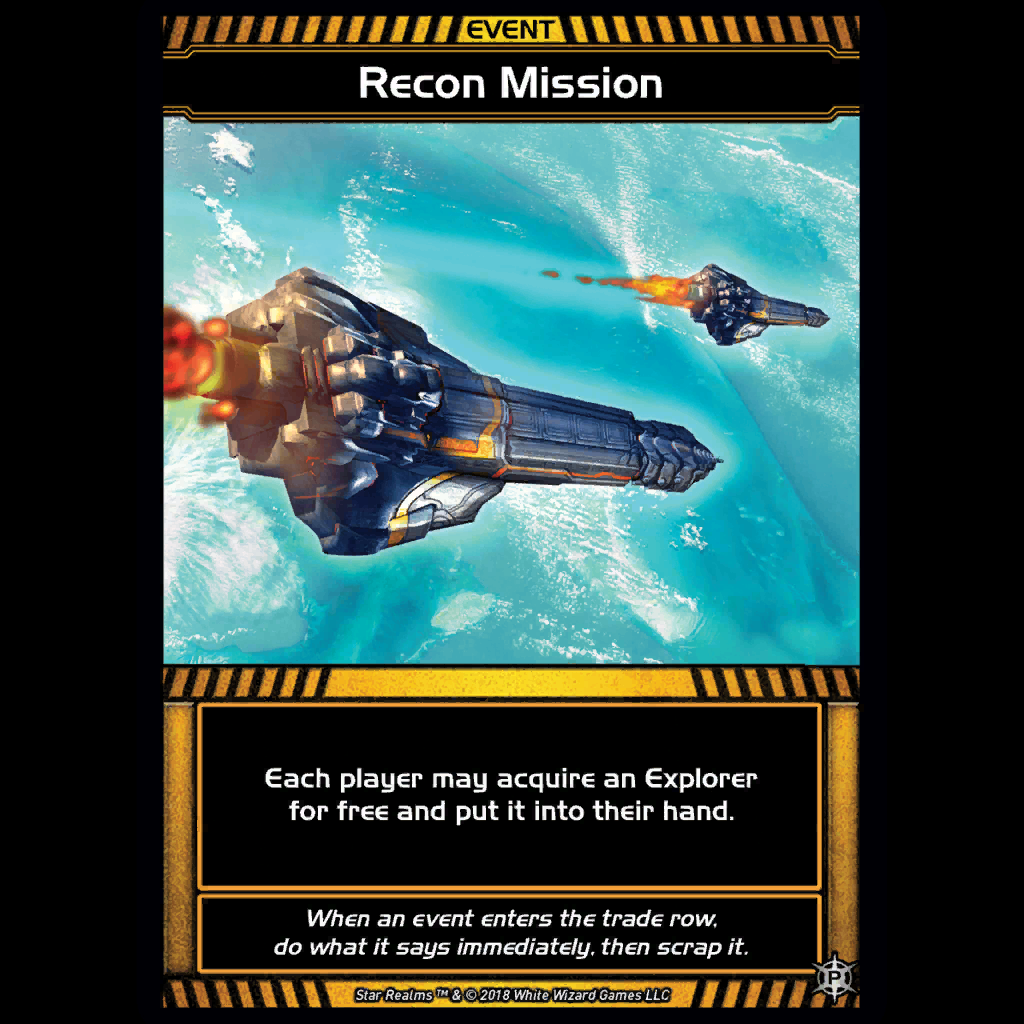 EVENT
Recon Mission
Each player may acquire an Explorer
for free and put it into their hand.
When an event enters the trade row,
do what it says immediately, then scrap it.
P
Star Realms™ & © 2018 White Wizard Games LLC